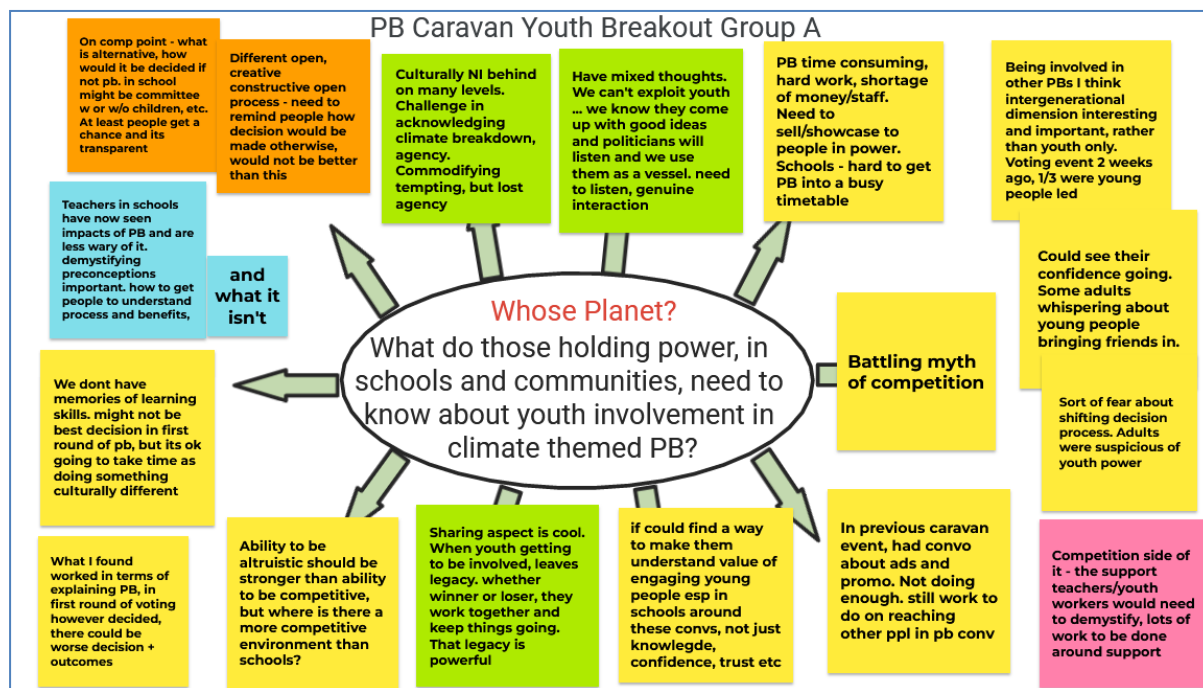 PB Caravan Youth Breakout Group A
On comp point - what
is alternative, how
would it be decided if
not pb. in school
might be committee
w or w/o children, etc.
At least people get a
chance and its
transparent
Different open,
creative
constructive open
process - need to
remind people how
decision would be
made otherwise,
would not be better
than this
Culturally NI behind
on many levels.
Challenge in
acknowledging
climate breakdown,
agency.
Commodifying
tempting, but lost
agency
Have mixed thoughts.
We can't exploit youth
... we know they come
up with good ideas
and politicians will
listen and we use
them as a vessel. need
to listen, genuine
interaction
PB time consuming,
hard work, shortage
of money/staff.
Need to
sell/showcase to
people in power.
Schools - hard to get
PB into a busy
timetable
Being involved in
other PBs I think
intergenerational
dimension interesting
and important, rather
than youth only.
Voting event 2 weeks
ago, 1/3 were young
people led
Teachers in schools
have now seen
impacts of PB and are
less wary of it.
demystifying
preconceptions
important. how to get
people to understand
process and benefits,
and
what it
isn't
Could see their
confidence going.
Some adults
whispering about
young people
bringing friends in.
Whose Planet?
What do those holding power, in
schools and communities, need to
know about youth involvement in
climate themed PB?
Battling myth
of competition
Sort of fear about
shifting decision
process. Adults
were suspicious of
youth power
We dont have
memories of learning
skills. might not be
best decision in first
round of pb, but its ok
going to take time as
doing something
culturally different
What I found
worked in terms of
explaining PB, in
first round of voting
however decided,
there could be
worse decision +
outcomes
Ability to be
altruistic should be
stronger than ability
to be competitive,
but where is there a
more competitive
environment than
schools?
Sharing aspect is cool.
When youth getting
to be involved, leaves
legacy. whether
winner or loser, they
work together and
keep things going.
That legacy is
powerful
if could find a way
to make them
understand value of
engaging young
people esp in
schools around
these convs, not just
knowlegde,
confidence, trust etc
In previous caravan
event, had convo
about ads and
promo. Not doing
enough. still work to
do on reaching
other ppl in pb conv
Competition side of
it - the support
teachers/youth
workers would need
to demystify, lots of
work to be done
around support